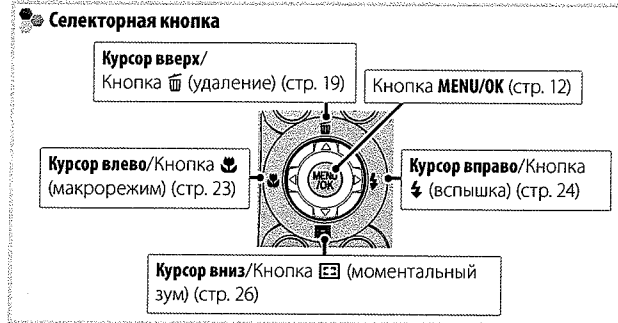 Селекторная кнопка
Курсор вверх/
Кнопка (удаление) (стр. 19)
Кнопка MENU/OK (стр. 12)
Курсор влево/Кнопка
(макрорежим) (стр. 23)
MENU
/OK
Курсор вправо/Кнопка
(вспышка) (стр. 24)
Курсор вниз/Кнопка (моментальный
зум) (стр. 26)